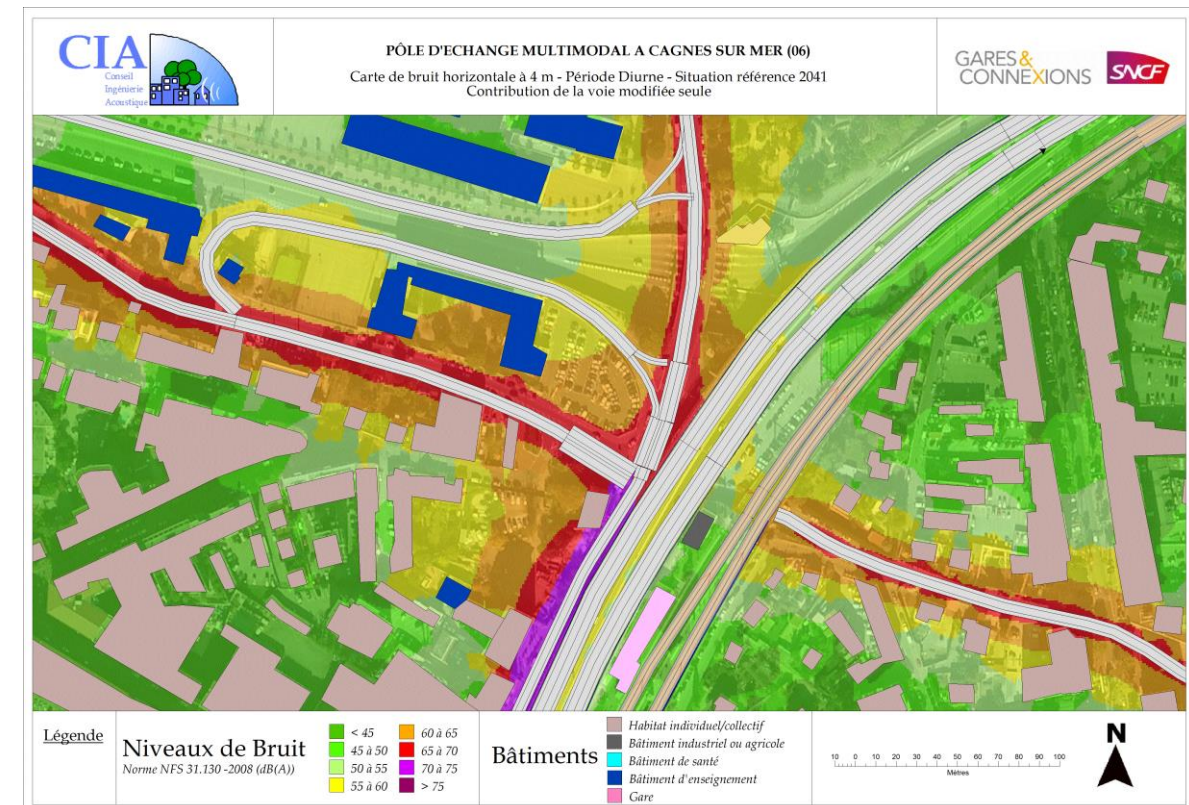 CIA
Conseil
Ingénierie
Acoustique
PÔLE D'ECHANGE MULTIMODAL A CAGNES SUR MER (06)
Carte de bruit horizontale à 4 m - Période Diurne - Situation référence 2041
Contribution de la voie modifiée seule
GARES &
CONNEXIONS
SNCF
Légende
Niveaux de Bruit
Norme NFS 31.130 -2008 (dB(A))
< 45
45 à 50
50 à 55
55 à 60
60 à 65
65 à 70
70 à 75
> 75
Bâtiments
Habitat individuel/collectif
Bâtiment industriel ou agricole
Bâtiment de santé
Bâtiment d'enseignement
Gare
10 0 10 20 30 40 50 60 70 80 90 100
Mètres
N